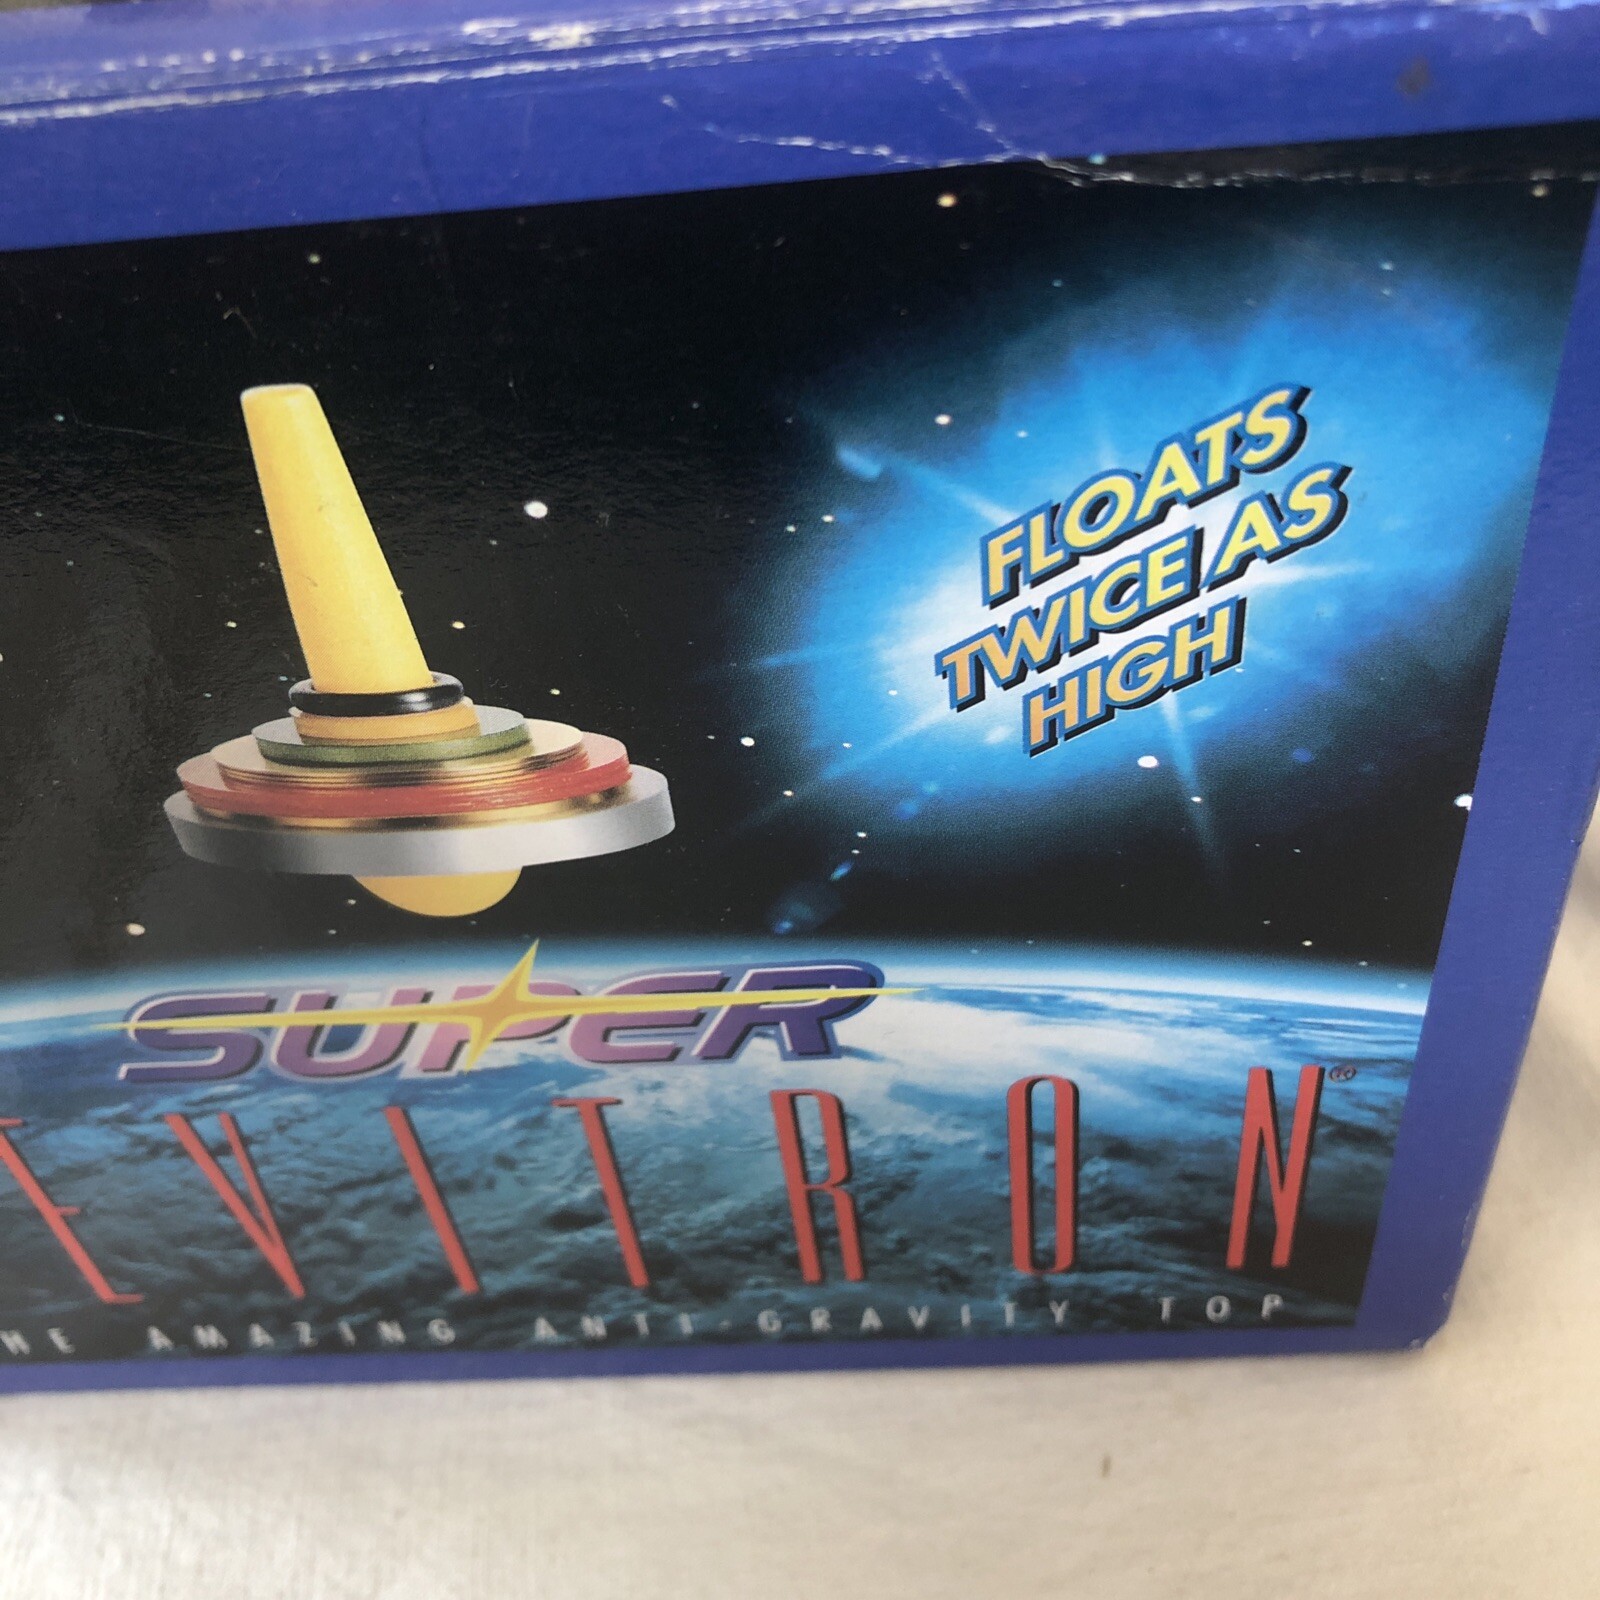 FLOATS
TWICE AS
HIGH
SUPER
EVITRON®
HE AMAZING ANTI-GRAVITY TOP